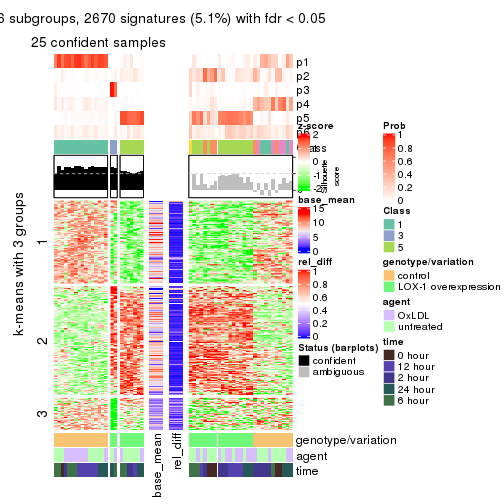 6 subgroups, 2670 signatures (5.1%) with fdr < 0.05
25 confident samples
p1
p2
p3
p4
p5
z-score
2
1
0
-1
-2
Silhouette
score
base_mean
15
10
5
0
rel_diff
1
0.8
0.6
0.4
0.2
0
Status (barplots)
confident
ambiguous
Prob
1
0.8
0.6
0.4
0.2
0
Class
1
3
5
genotype/variation
control
LOX-1 overexpression
agent
OxLDL
untreated
time
0 hour
12 hour
2 hour
24 hour
6 hour
k-means with 3 groups
1
2
3
genotype/variation
agent
time
base_mean
rel_diff